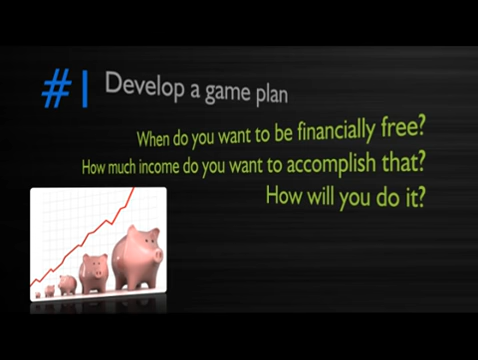 #1 Develop a game plan
When do you want to be financially free?
How much income do you want to accomplish that?
How will you do it?